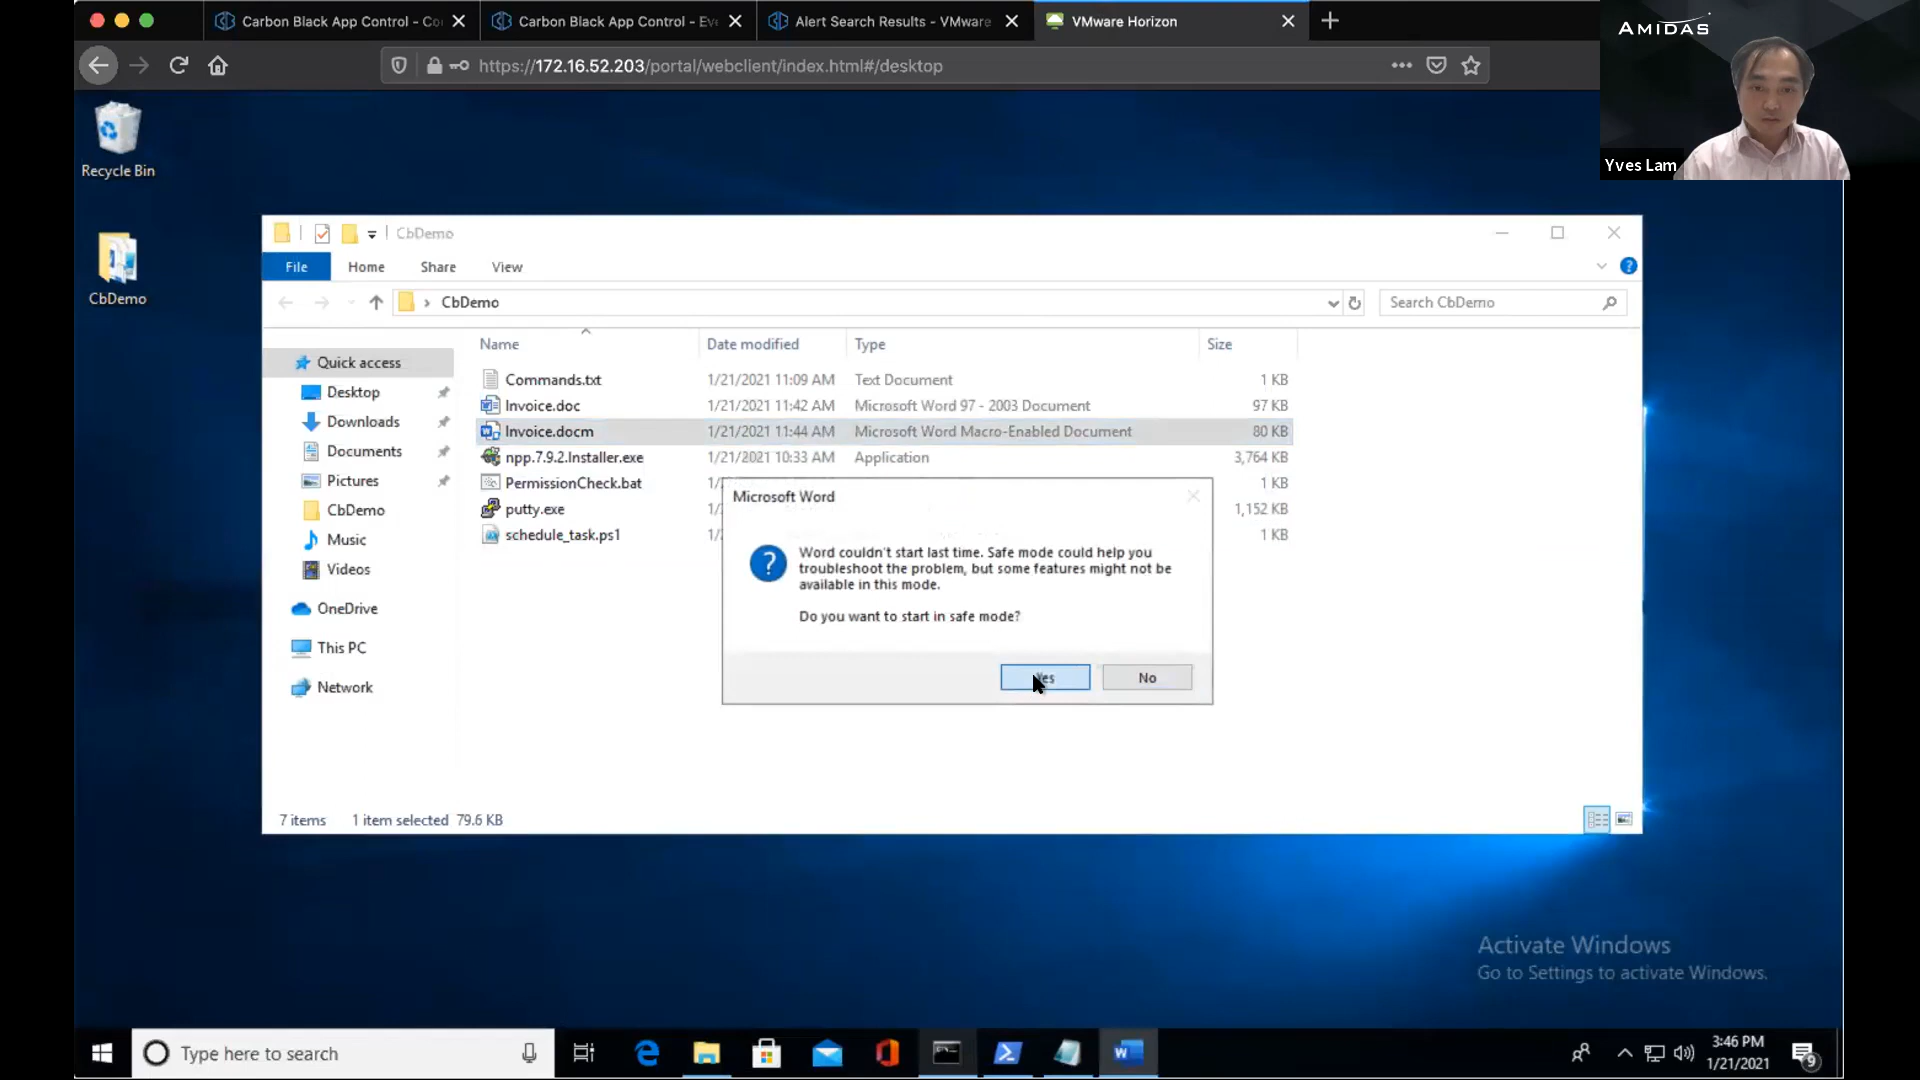 Carbon Black App Control - Co
Carbon Black App Control - Eve
Alert Search Results - VMware
VMware Horizon
https://172.16.52.203/portal/webclient/index.html#/desktop
AMIDAS
Yves Lam
Recycle Bin
CbDemo
CbDemo
File
Home
Share
View
CbDemo
Search CbDemo
Name
Date modified
Type
Size
Quick access
Desktop
Downloads
Documents
Pictures
CbDemo
Music
Videos
OneDrive
This PC
Network
Commands.txt 1/21/2021 11:09 AM Text Document 1 KB
Invoice.doc 1/21/2021 11:42 AM Microsoft Word 97 - 2003 Document 97 KB
Invoice.docm 1/21/2021 11:44 AM Microsoft Word Macro-Enabled Document 80 KB
npp.7.9.2.Installer.exe 1/21/2021 10:33 AM Application 3,764 KB
PermissionCheck.bat 1/ 1 KB
putty.exe 1/ 1,152 KB
schedule_task.ps1 1/ 1 KB
Microsoft Word
Word couldn't start last time. Safe mode could help you
troubleshoot the problem, but some features might not be
available in this mode.
Do you want to start in safe mode?
Yes
No
7 items
1 item selected 79.6 KB
Activate Windows
Go to Settings to activate Windows.
Type here to search
3:46 PM
1/21/2021
9